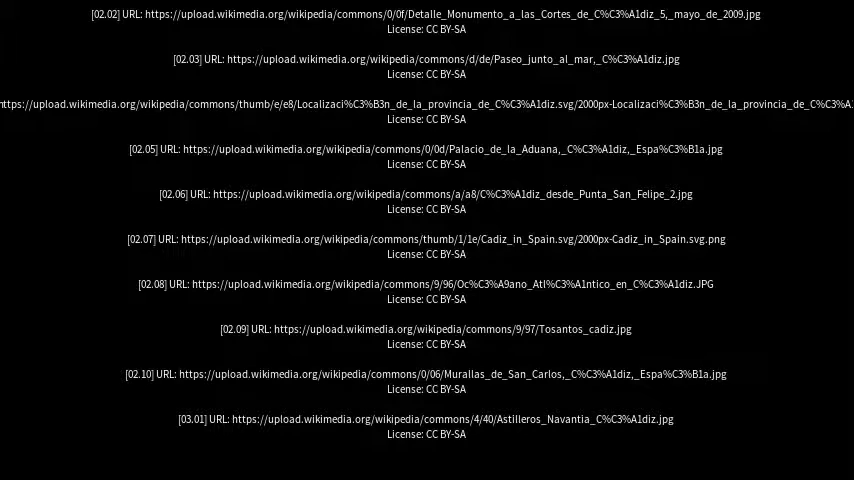 [02.02] URL: https://upload.wikimedia.org/wikipedia/commons/0/0f/Detalle_Monumento_a_las_Cortes_de_C%C3%A1diz_5,_mayo_de_2009.jpg
License: CC BY-SA
[02.03] URL: https://upload.wikimedia.org/wikipedia/commons/d/de/Paseo_junto_al_mar,_C%C3%A1diz.jpg
License: CC BY-SA
https://upload.wikimedia.org/wikipedia/commons/thumb/e/e8/Localizaci%C3%B3n_de_la_provincia_de_C%C3%A1diz.svg/2000px-Localizaci%C3%B3n_de_la_provincia_de_C%C3%A1
License: CC BY-SA
[02.05] URL: https://upload.wikimedia.org/wikipedia/commons/0/0d/Palacio_de_la_Aduana,_C%C3%A1diz,_Espa%C3%B1a.jpg
License: CC BY-SA
[02.06] URL: https://upload.wikimedia.org/wikipedia/commons/a/a8/C%C3%A1diz_desde_Punta_San_Felipe_2.jpg
License: CC BY-SA
[02.07] URL: https://upload.wikimedia.org/wikipedia/commons/thumb/1/1e/Cadiz_in_Spain.svg/2000px-Cadiz_in_Spain.svg.png
License: CC BY-SA
[02.08] URL: https://upload.wikimedia.org/wikipedia/commons/9/96/Oc%C3%A9ano_Atl%C3%A1ntico_en_C%C3%A1diz.JPG
License: CC BY-SA
[02.09] URL: https://upload.wikimedia.org/wikipedia/commons/9/97/Tosantos_cadiz.jpg
License: CC BY-SA
[02.10] URL: https://upload.wikimedia.org/wikipedia/commons/0/06/Murallas_de_San_Carlos,_C%C3%A1diz,_Espa%C3%B1a.jpg
License: CC BY-SA
[03.01] URL: https://upload.wikimedia.org/wikipedia/commons/4/40/Astilleros_Navantia_C%C3%A1diz.jpg
License: CC BY-SA